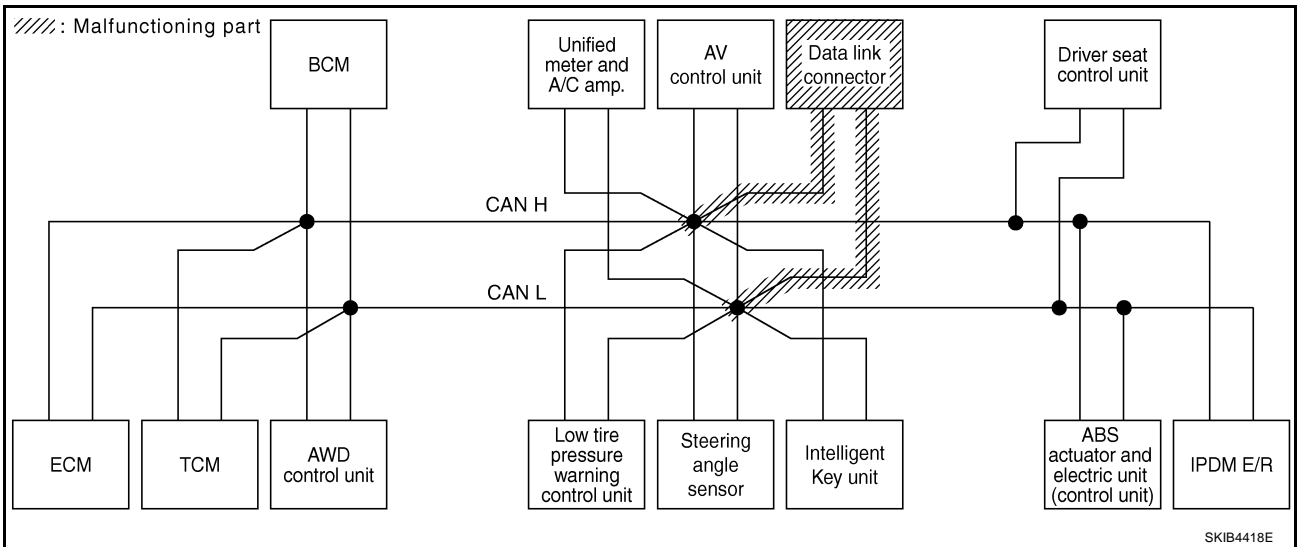 : Malfunctioning part
BCM
Unified
meter and
A/C amp.
AV
control unit
Data link
connector
Driver seat
control unit
CAN H
CAN L
ECM
TCM
AWD
control unit
Low tire
pressure
warning
control unit
Steering
angle
sensor
Intelligent
Key unit
ABS
actuator and
electric unit
(control unit)
IPDM E/R
SKIB4418E